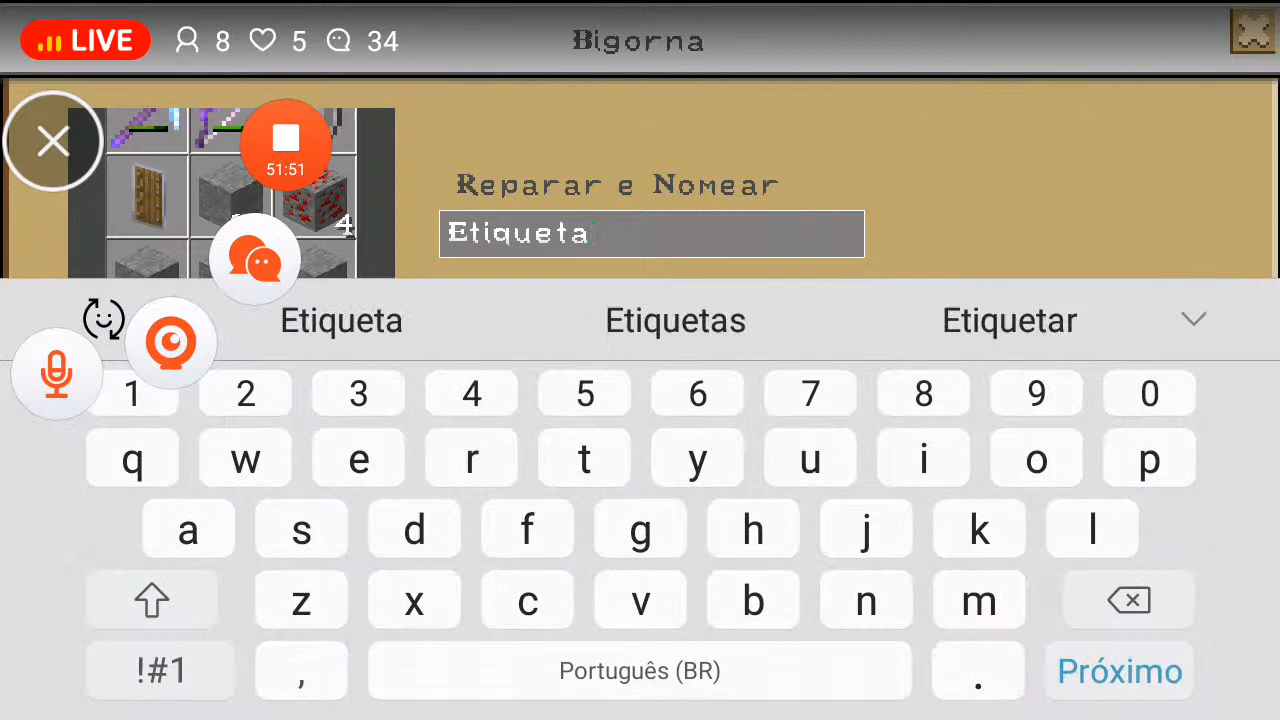 LIVE 8 5 34
Bigorna
51:51
Reparar e Nomear
4
Etiqueta
Etiqueta Etiquetas Etiquetar
1 2 3 4 5 6 7 8 9 0
q w e r t y u i o p
a s d f g h j k l
z x c v b n m
!#1 , Português (BR) . Próximo